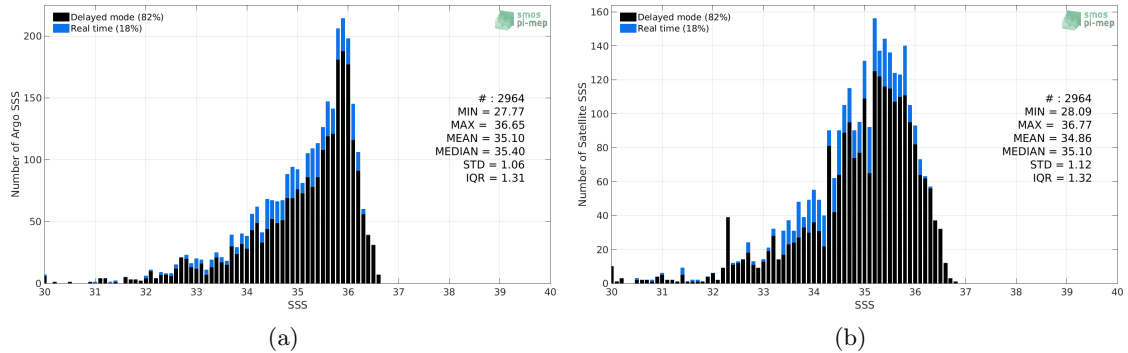 Delayed mode (82%)
Real time (18%)
smos
pi-mep
200
150
100
50
0
Number of Argo SSS
# : 2964
MIN = 27.77
MAX = 36.65
MEAN = 35.10
MEDIAN = 35.40
STD = 1.06
IQR = 1.31
30 31 32 33 34 35 36 37 38 39 40
SSS
(a)
Delayed mode (82%)
Real time (18%)
smos
pi-mep
160
140
120
100
80
60
40
20
0
Number of Satellite SSS
# : 2964
MIN = 28.09
MAX = 36.77
MEAN = 34.86
MEDIAN = 35.10
STD = 1.12
IQR = 1.32
30 31 32 33 34 35 36 37 38 39 40
SSS
(b)